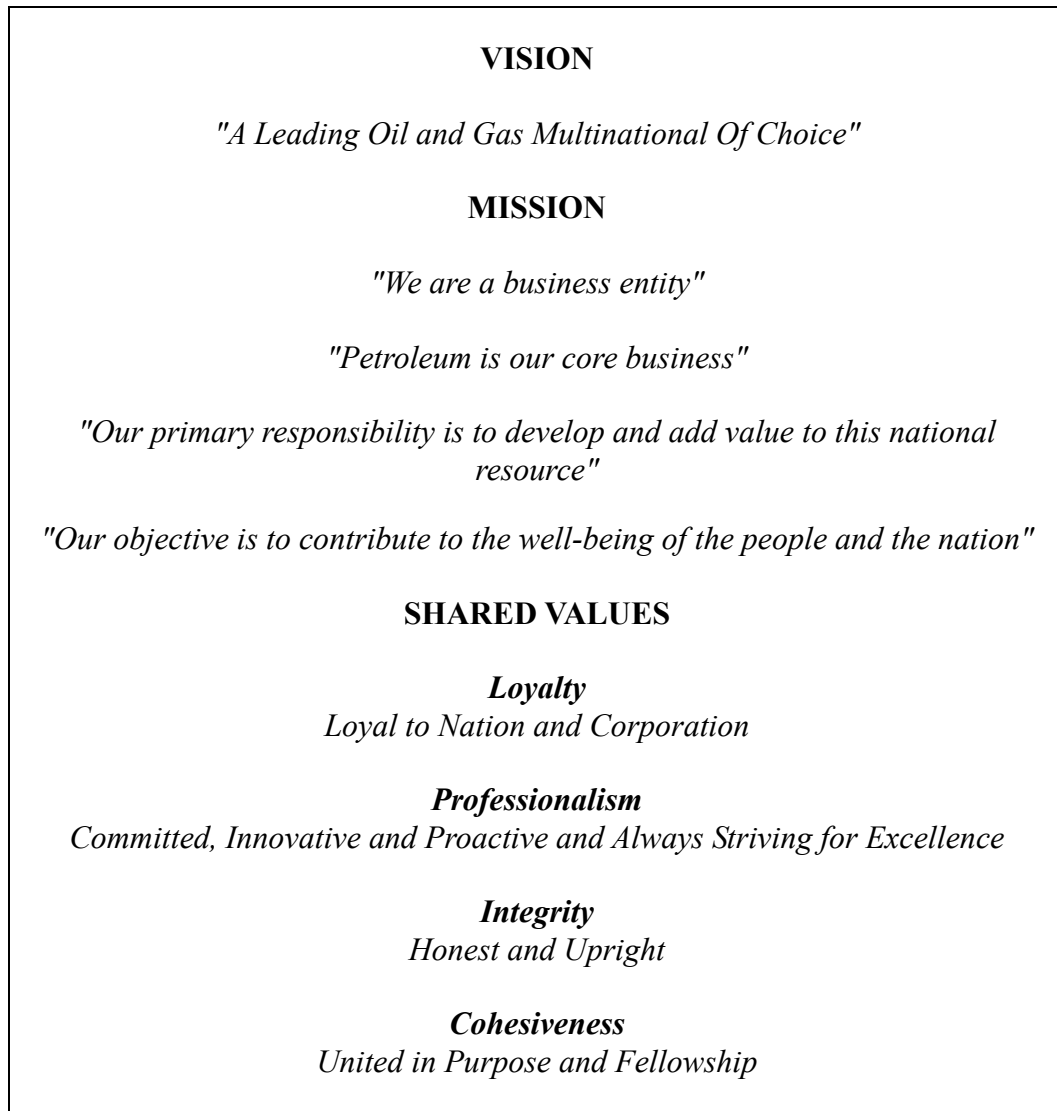 VISION
"A Leading Oil and Gas Multinational Of Choice"
MISSION
"We are a business entity"
"Petroleum is our core business"
"Our primary responsibility is to develop and add value to this national
resource"
"Our objective is to contribute to the well-being of the people and the nation"
SHARED VALUES
Loyalty
Loyal to Nation and Corporation
Professionalism
Committed, Innovative and Proactive and Always Striving for Excellence
Integrity
Honest and Upright
Cohesiveness
United in Purpose and Fellowship